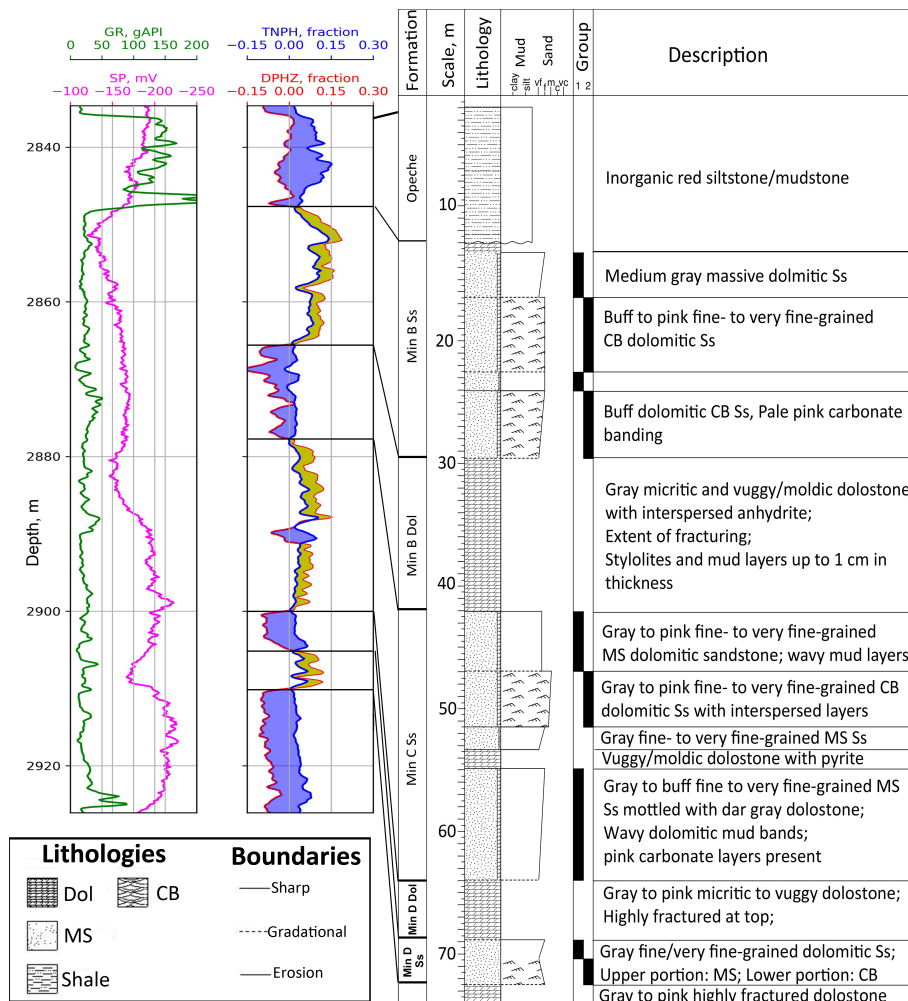 GR, gAPI
0 50 100 150 200
SP, mV
−100 −150 −200 −250
TNPH, fraction
−0.15 0.00 0.15 0.30
DPHZ, fraction
−0.15 0.00 0.15 0.30
Formation
Scale, m
Lithology
Mud
Sand
clay
silt
vf
f
m
c
vc
Group
1 2
Description
Depth, m
2840
2860
2880
2900
2920
Opeche
Min B Ss
Min B Dol
Min C Ss
Min D Dol
Min D
Ss
10
20
30
40
50
60
70
Inorganic red siltstone/mudstone
Medium gray massive dolmitic Ss
Buff to pink fine- to very fine-grained
CB dolomitic Ss
Buff dolomitic CB Ss, Pale pink carbonate
banding
Gray micritic and vuggy/moldic dolostone
with interspersed anhydrite;
Extent of fracturing;
Stylolites and mud layers up to 1 cm in
thickness
Gray to pink fine- to very fine-grained
MS dolomitic sandstone; wavy mud layers
Gray to pink fine- to very fine-grained CB
dolomitic Ss with interspersed layers
Gray fine- to very fine-grained MS Ss
Vuggy/moldic dolostone with pyrite
Gray to buff fine to very fine-grained MS
Ss mottled with dar gray dolostone;
Wavy dolomitic mud bands;
pink carbonate layers present
Gray to pink micritic to vuggy dolostone;
Highly fractured at top;
Gray fine/very fine-grained dolomitic Ss;
Upper portion: MS; Lower portion: CB
Gray to pink highly fractured dolostone
Lithologies
Dol
CB
MS
Shale
Boundaries
Sharp
Gradational
Erosion